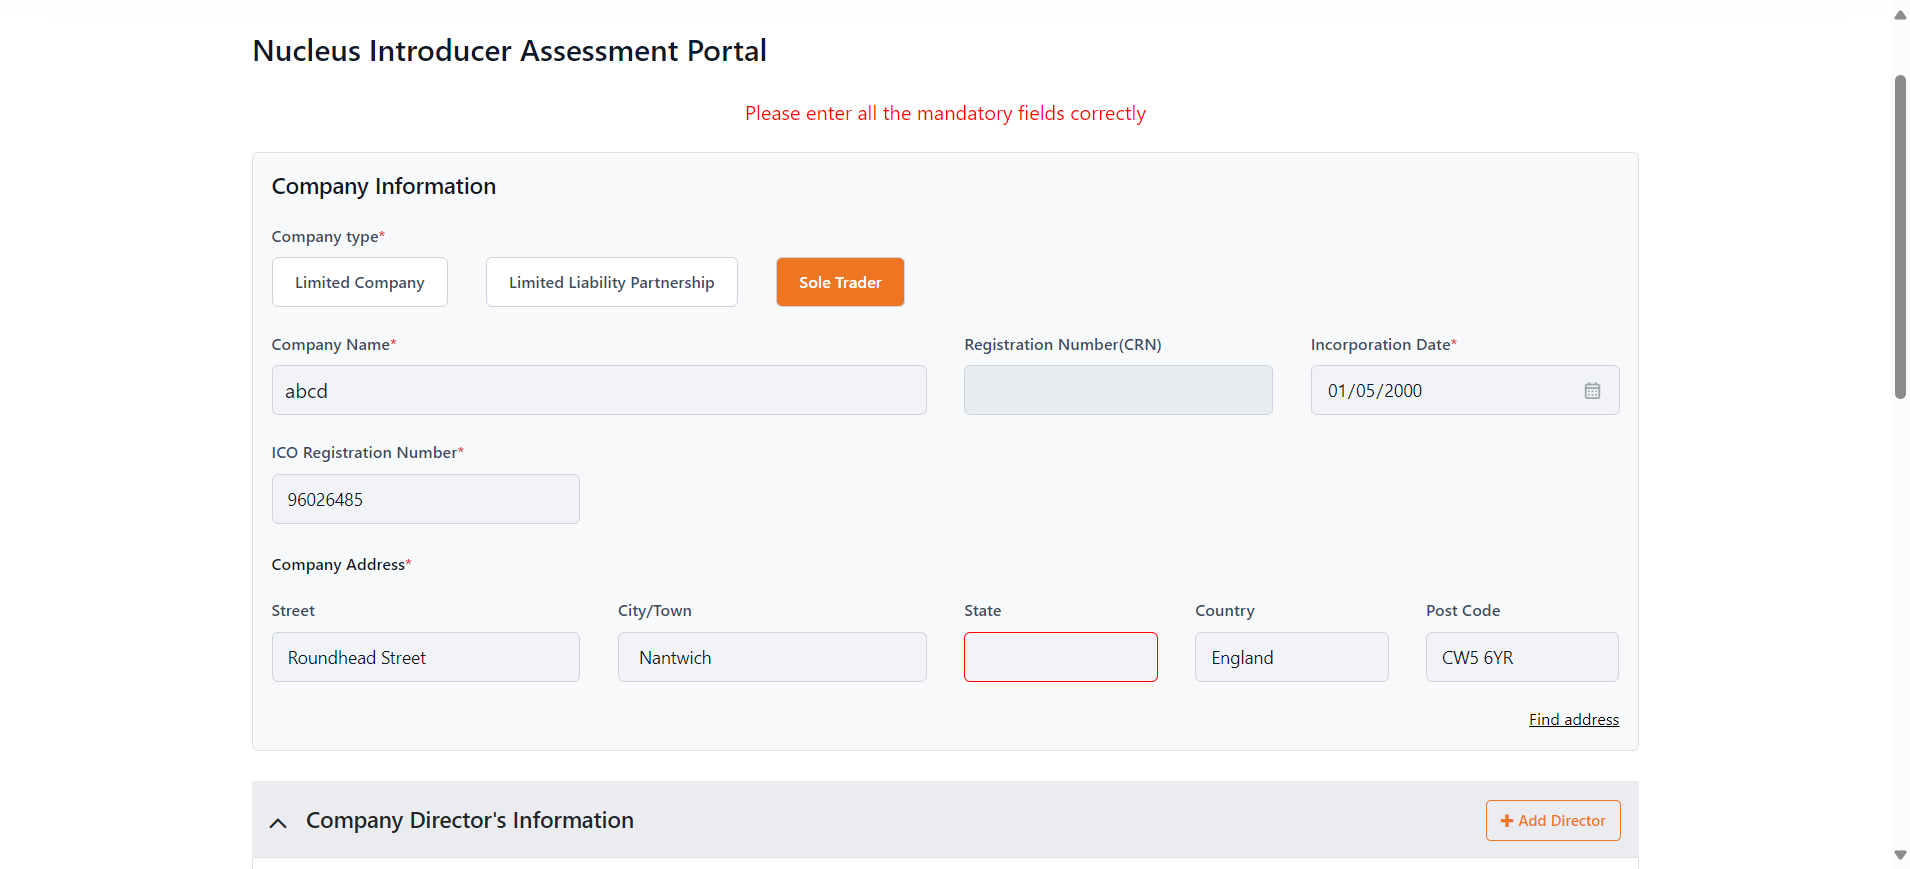 Nucleus Introducer Assessment Portal
Please enter all the mandatory fields correctly
Company Information
Company type*
Limited Company Limited Liability Partnership Sole Trader
Company Name* Registration Number(CRN) Incorporation Date*
abcd 01/05/2000
ICO Registration Number*
96026485
Company Address*
Street City/Town State Country Post Code
Roundhead Street Nantwich England CW5 6YR
Find address
Company Director's Information + Add Director